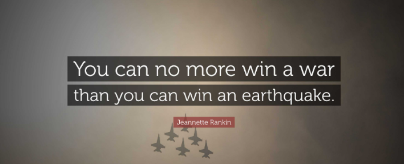 You can no more win a war
than you can win an earthquake.
Jeannette Rankin